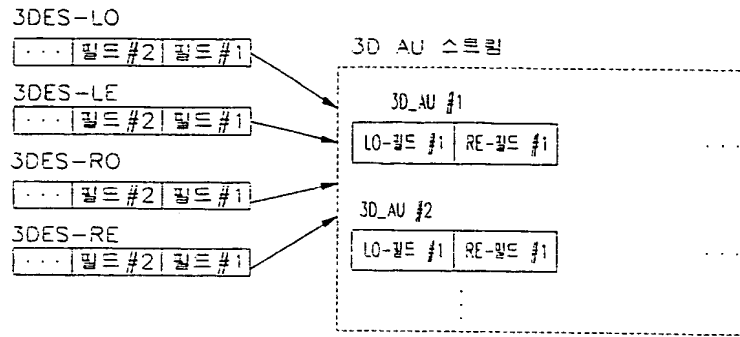 3DES-LO
··· 필드#2 필드#1
3DES-LE
··· 필드#2 필드#1
3DES-RO
··· 필드#2 필드#1
3DES-RE
··· 필드#2 필드#1
3D AU 스트림
3D_AU #1
LO-필드 #1 RE-필드 #1 ···
3D_AU #2
LO-필드 #1 RE-필드 #1 ···